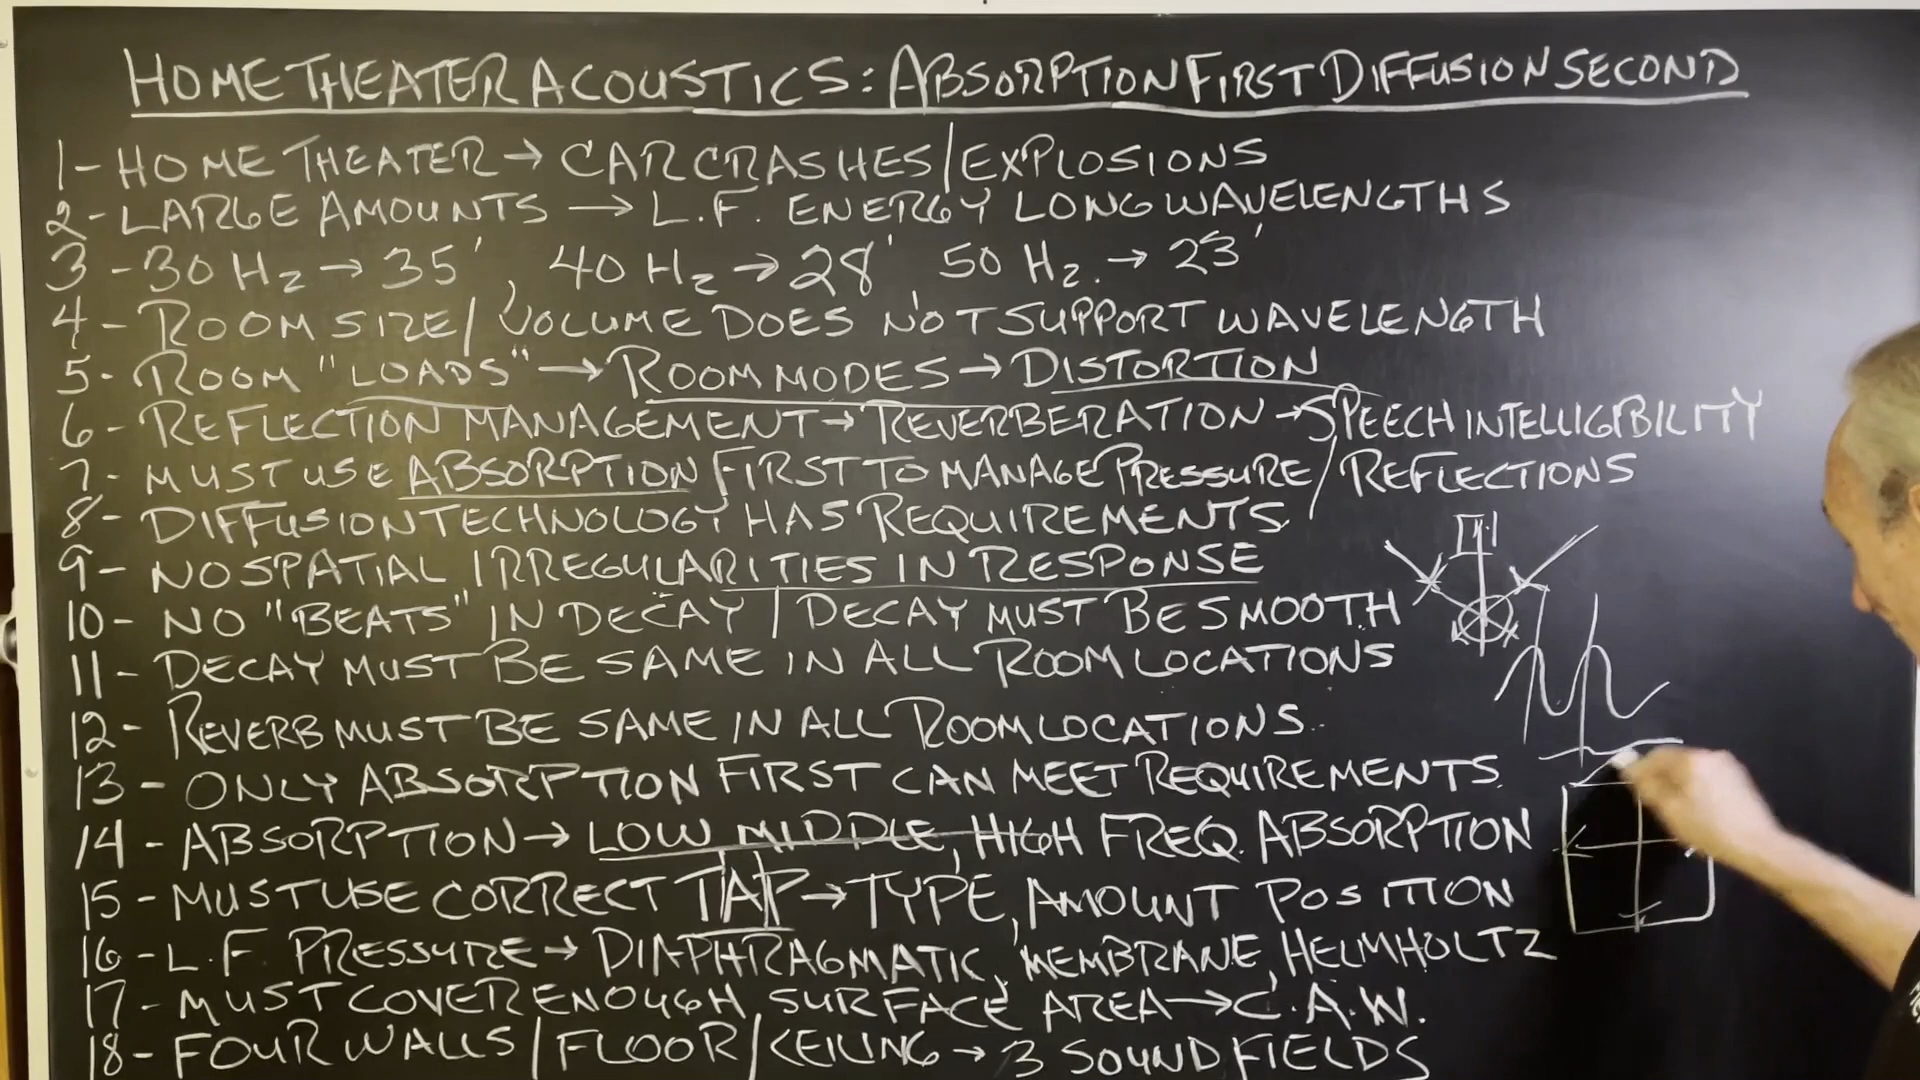 HOME THEATER ACOUSTICS: ABSORPTION FIRST DIFFUSION SECOND
1- HOME THEATER → CAR CRASHES/EXPLOSIONS
2- LARGE AMOUNTS → L.F. ENERGY LONG WAVELENGTHS
3-30 Hz → 35', 40 Hz → 28' 50 Hz. → 23'
4- ROOM SIZE/VOLUME DOES NOT SUPPORT WAVELENGTH
5- ROOM "LOADS" → ROOM MODES → DISTORTION
6- REFLECTION MANAGEMENT → REVERBERATION → SPEECH INTELLIGIBILITY
7- MUST USE ABSORPTION FIRST TO MANAGE PRESSURE/REFLECTIONS
8- DIFFUSION TECHNOLOGY HAS REQUIREMENTS
9- NO SPATIAL IRREGULARITIES IN RESPONSE
10- NO "BEATS" IN DECAY / DECAY MUST BE SMOOTH
11- DECAY MUST BE SAME IN ALL ROOM LOCATIONS
12- REVERB MUST BE SAME IN ALL ROOM LOCATIONS.
13- ONLY ABSORPTION FIRST CAN MEET REQUIREMENTS.
14- ABSORPTION → LOW MIDDLE, HIGH FREQ. ABSORPTION
15- MUST USE CORRECT TAP → TYPE, AMOUNT POSITION
16- L.F. PRESSURE → DIAPHRAGMATIC, MEMBRANE, HELMHOLTZ
17- MUST COVER ENOUGH SURFACE AREA → C.A.W.
18- FOUR WALLS/FLOOR/CEILING → 3 SOUND FIELDS